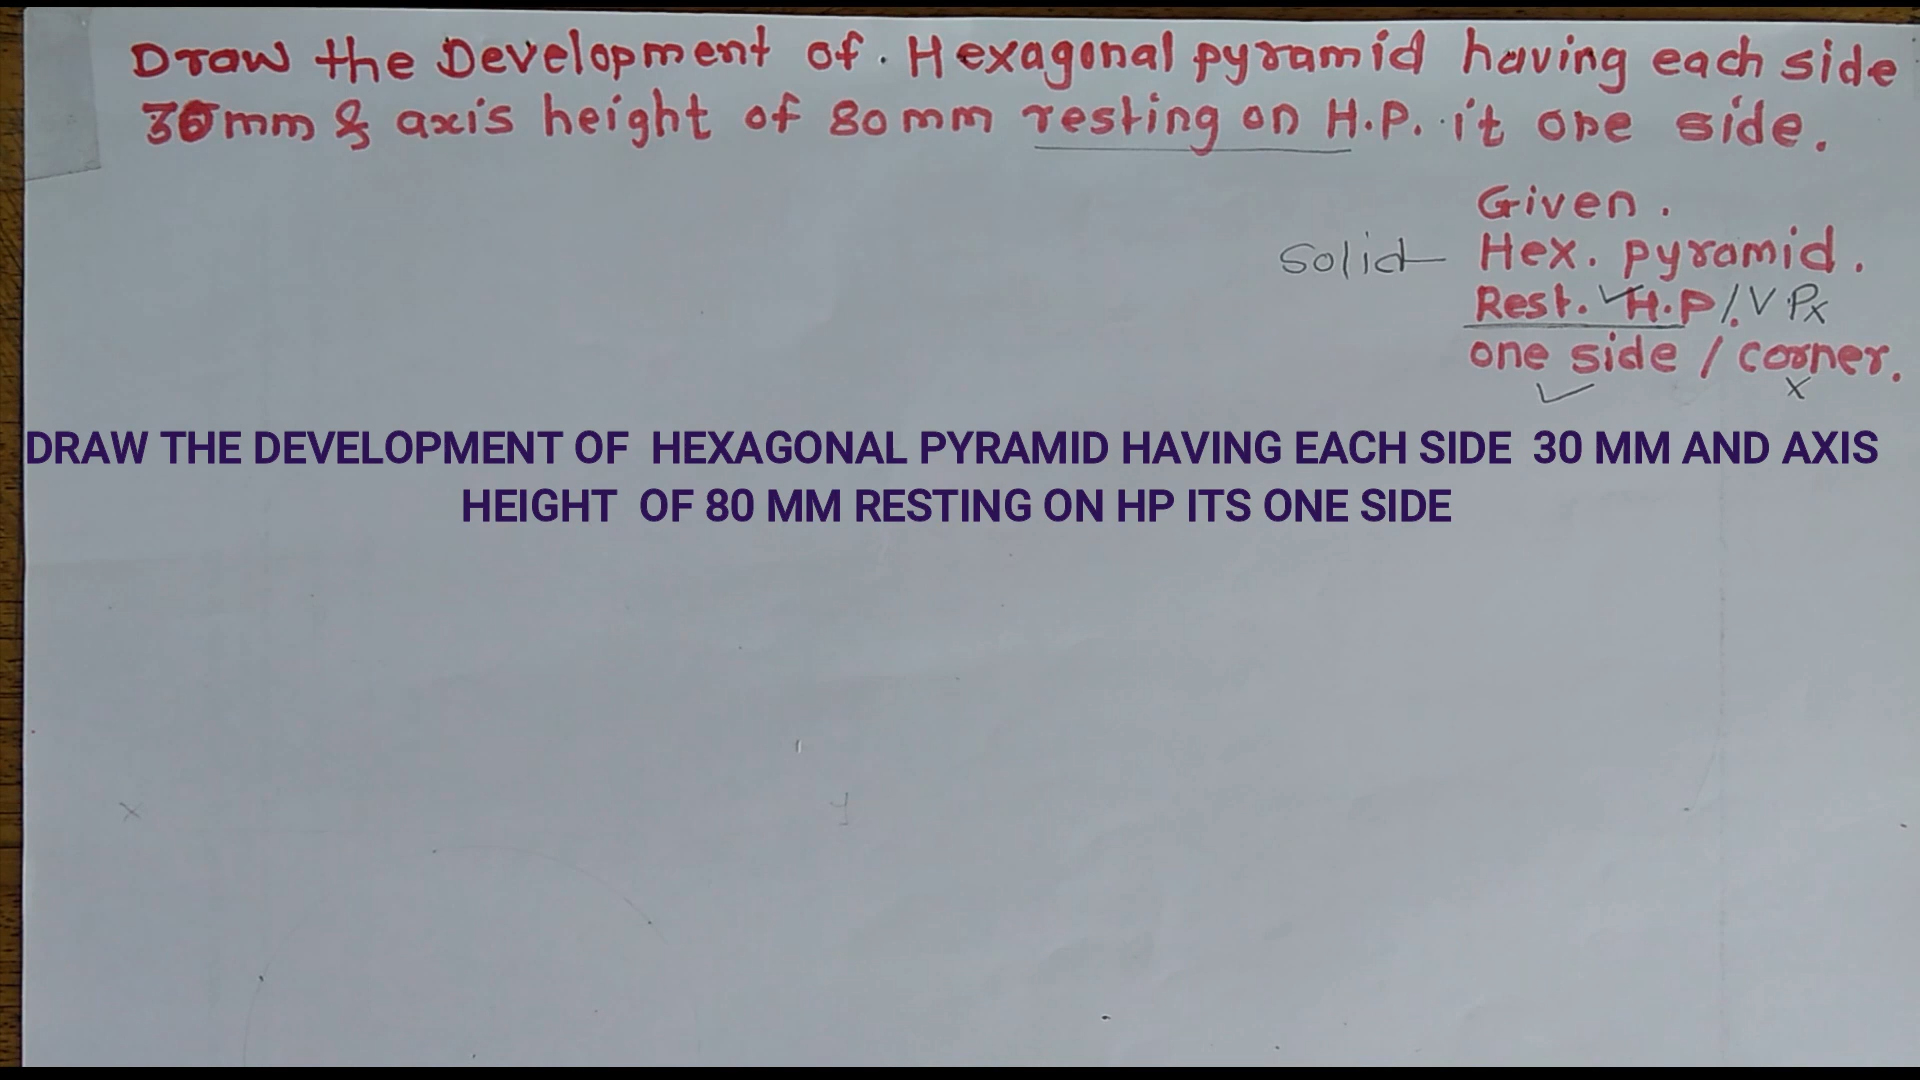 Draw the Development of. Hexagonal pyramid having each side
30mm & axis height of 80mm resting on H.P. it one side.
Given.
Solid - Hex. pyramid.
Rest. ✓H.P/.V Px
one side / corner.
✓ x
DRAW THE DEVELOPMENT OF HEXAGONAL PYRAMID HAVING EACH SIDE 30 MM AND AXIS
HEIGHT OF 80 MM RESTING ON HP ITS ONE SIDE
x y